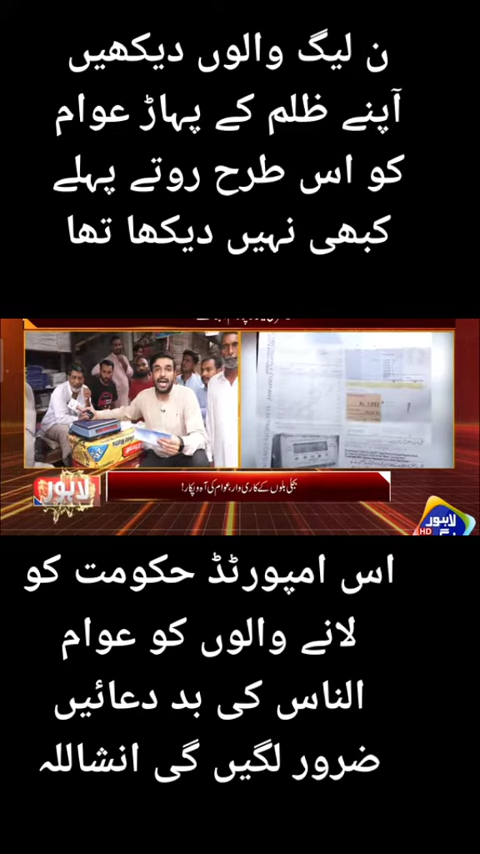 ن لیگ والوں دیکھیں
آپنے ظلم کے پہاڑ عوام
کو اس طرح روتے پہلے
کبھی نہیں دیکھا تھا
بجلی بلوں کے کاری وار، عوام کی آہ و پکار!
لاہور
لاہور
HD
اس امپورٹڈ حکومت کو
لانے والوں کو عوام
الناس کی بد دعائیں
ضرور لگیں گی انشاللہ